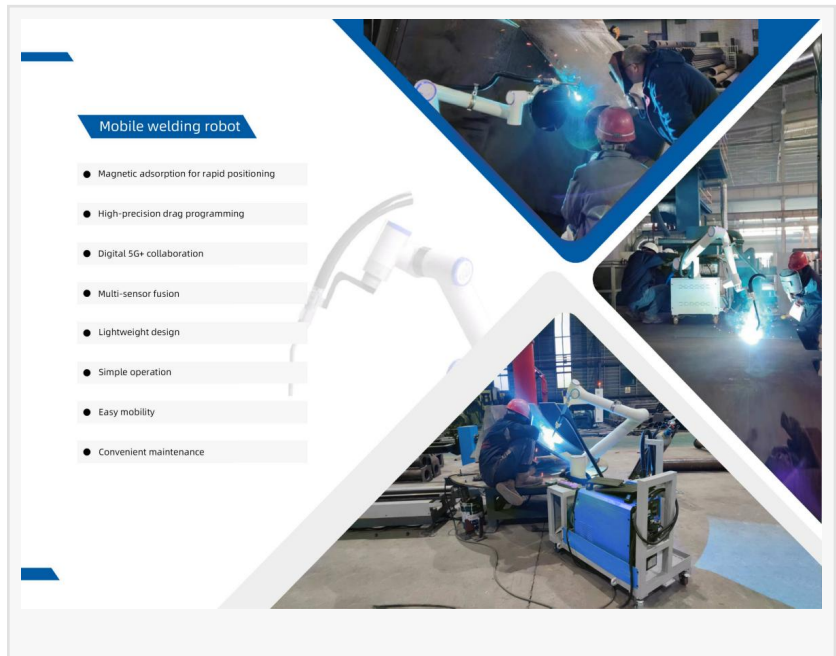 Mobile welding robot
Magnetic adsorption for rapid positioning
High-precision drag programming
Digital 5G+ collaboration
Multi-sensor fusion
Lightweight design
Simple operation
Easy mobility
Convenient maintenance